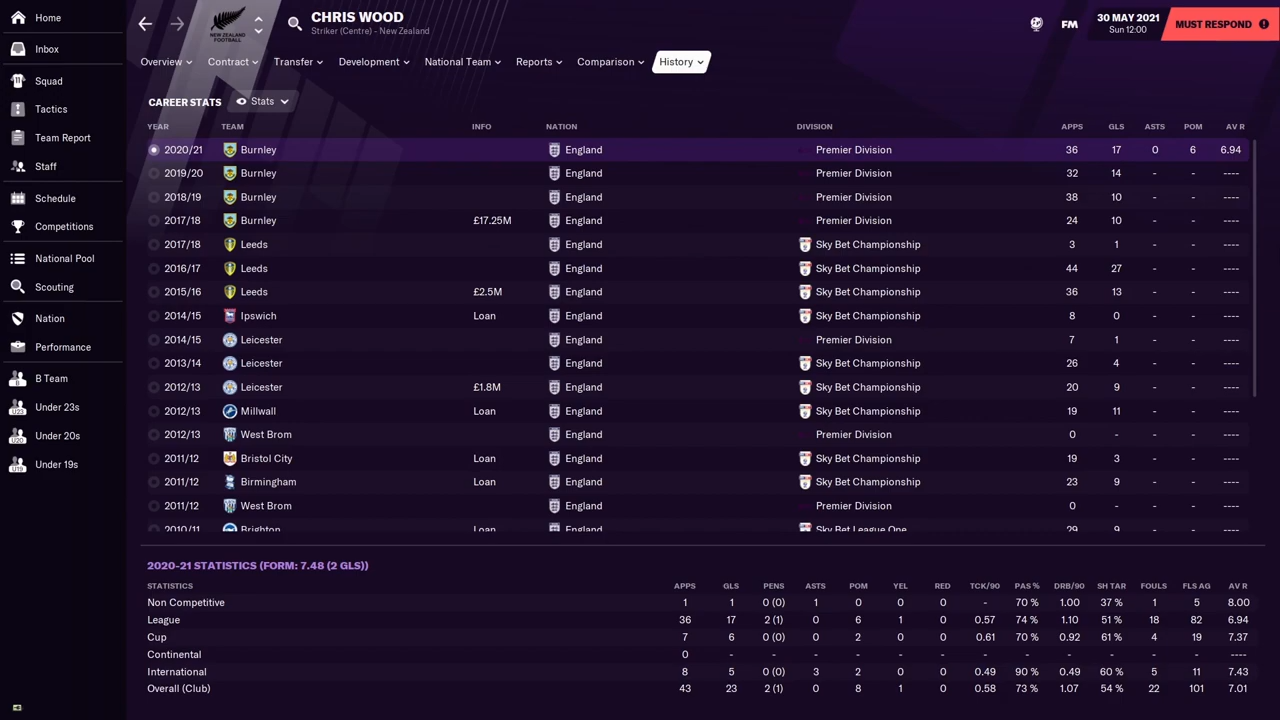 Home
Inbox
Squad
Tactics
Team Report
Staff
Schedule
Competitions
National Pool
Scouting
Nation
Performance
B Team
Under 23s
Under 20s
Under 19s
NEW ZEALAND
FOOTBALL
CHRIS WOOD
Striker (Centre) - New Zealand
FM
30 MAY 2021
Sun 12:00
MUST RESPOND
Overview Contract Transfer Development National Team Reports Comparison History
CAREER STATS Stats
YEAR TEAM INFO NATION DIVISION APPS GLS ASTS POM AV R
2020/21 Burnley England Premier Division 36 17 0 6 6.94
2019/20 Burnley England Premier Division 32 14 - - ----
2018/19 Burnley England Premier Division 38 10 - - ----
2017/18 Burnley £17.25M England Premier Division 24 10 - - ----
2017/18 Leeds England Sky Bet Championship 3 1 - - ----
2016/17 Leeds England Sky Bet Championship 44 27 - - ----
2015/16 Leeds £2.5M England Sky Bet Championship 36 13 - - ----
2014/15 Ipswich Loan England Sky Bet Championship 8 0 - - ----
2014/15 Leicester England Premier Division 7 1 - - ----
2013/14 Leicester England Sky Bet Championship 26 4 - - ----
2012/13 Leicester £1.8M England Sky Bet Championship 20 9 - - ----
2012/13 Millwall Loan England Sky Bet Championship 19 11 - - ----
2012/13 West Brom England Premier Division 0 - - - ----
2011/12 Bristol City Loan England Sky Bet Championship 19 3 - - ----
2011/12 Birmingham Loan England Sky Bet Championship 23 9 - - ----
2011/12 West Brom England Premier Division 0 - - - ----
2010/11 Brighton Loan England Sky Bet League One 29 9 - - ----
2020-21 STATISTICS (FORM: 7.48 (2 GLS))
STATISTICS APPS GLS PENS ASTS POM YEL RED TCK/90 PAS % DRB/90 SH TAR FOULS FLS AG AV R
Non Competitive 1 1 0 (0) 1 0 0 0 - 70 % 1.00 37 % 1 5 8.00
League 36 17 2 (1) 0 6 1 0 0.57 74 % 1.10 51 % 18 82 6.94
Cup 7 6 0 (0) 0 2 0 0 0.61 70 % 0.92 61 % 4 19 7.37
Continental 0 - - - - - - - - - - - - ----
International 8 5 0 (0) 3 2 0 0 0.49 90 % 0.49 60 % 5 11 7.43
Overall (Club) 43 23 2 (1) 0 8 1 0 0.58 73 % 1.07 54 % 22 101 7.01